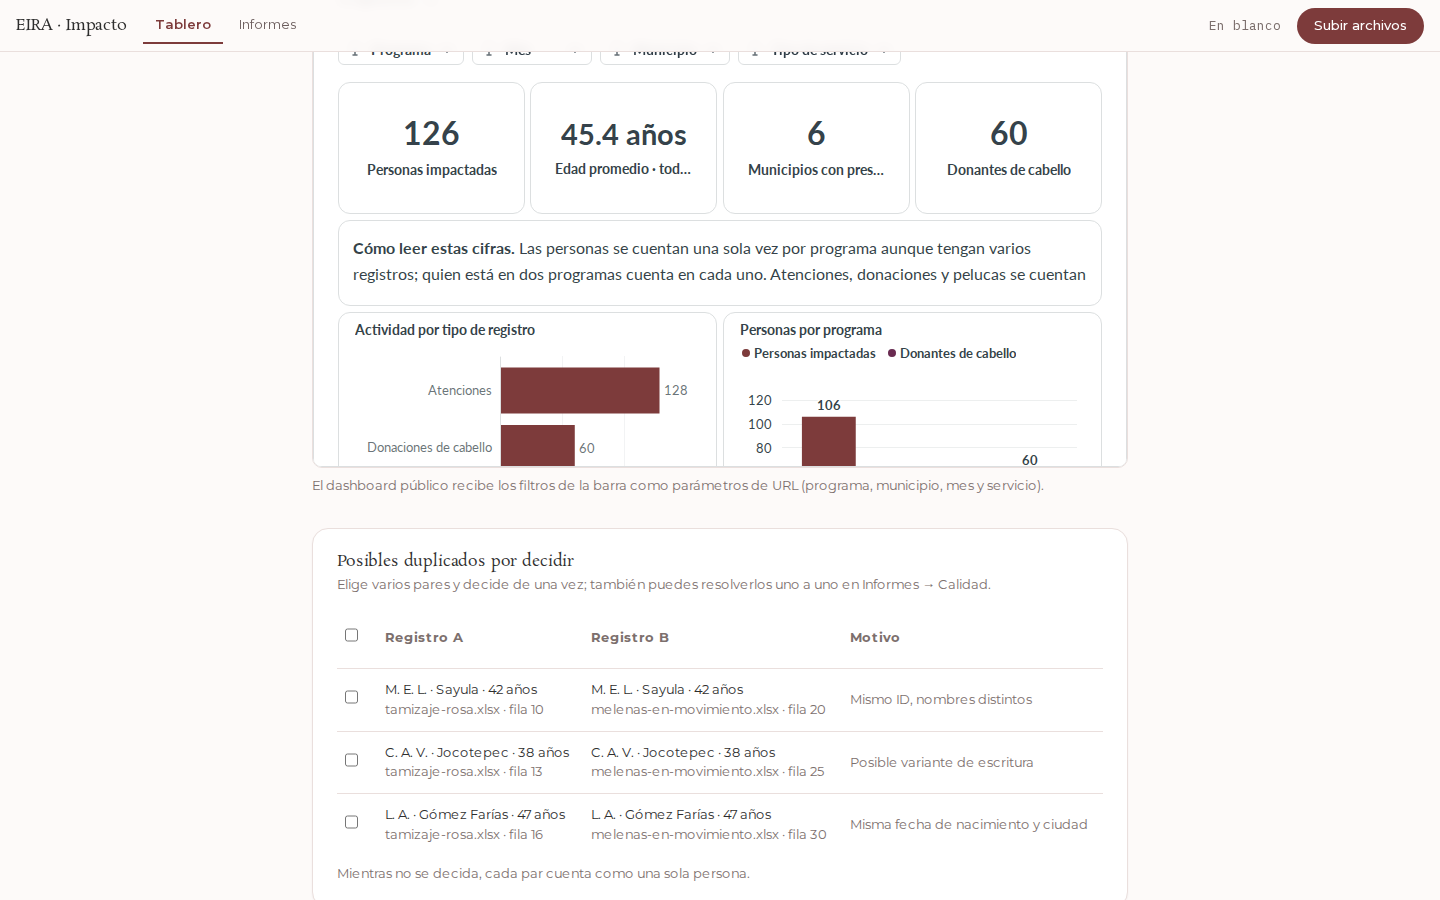 EIRA · Impacto
Tablero
Informes
En blanco
Subir archivos
Programa
Mes
Municipio
Tipo de servicio
126
Personas impactadas
45.4 años
Edad promedio · tod...
6
Municipios con pres...
60
Donantes de cabello
Cómo leer estas cifras. Las personas se cuentan una sola vez por programa aunque tengan varios
registros; quien está en dos programas cuenta en cada uno. Atenciones, donaciones y pelucas se cuentan
Actividad por tipo de registro
Atenciones
128
Donaciones de cabello
60
Personas por programa
Personas impactadas
Donantes de cabello
120
106
100
80
60
El dashboard público recibe los filtros de la barra como parámetros de URL (programa, municipio, mes y servicio).
Posibles duplicados por decidir
Elige varios pares y decide de una vez; también puedes resolverlos uno a uno en Informes → Calidad.
Registro A
Registro B
Motivo
M. E. L. · Sayula · 42 años
tamizaje-rosa.xlsx · fila 10
M. E. L. · Sayula · 42 años
melenas-en-movimiento.xlsx · fila 20
Mismo ID, nombres distintos
C. A. V. · Jocotepec · 38 años
tamizaje-rosa.xlsx · fila 13
C. A. V. · Jocotepec · 38 años
melenas-en-movimiento.xlsx · fila 25
Posible variante de escritura
L. A. · Gómez Farías · 47 años
tamizaje-rosa.xlsx · fila 16
L. A. · Gómez Farías · 47 años
melenas-en-movimiento.xlsx · fila 30
Misma fecha de nacimiento y ciudad
Mientras no se decida, cada par cuenta como una sola persona.